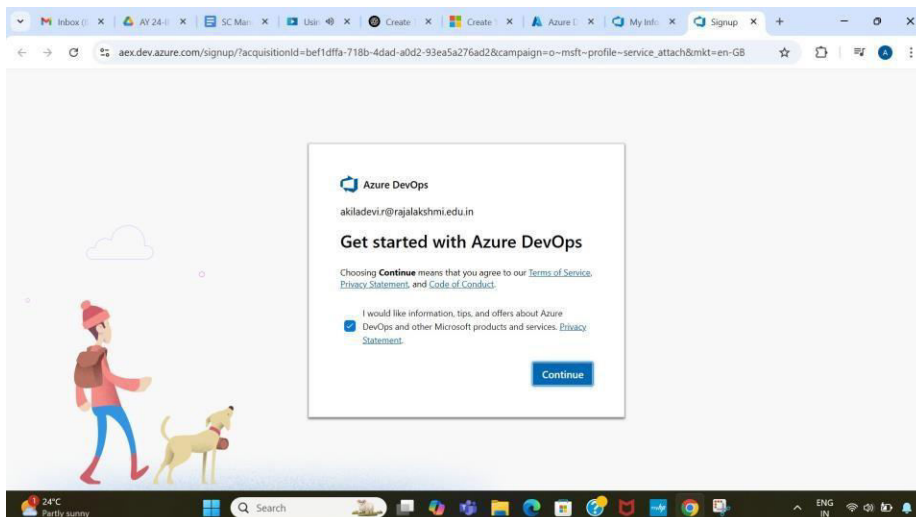 Inbox (
AY 24-
SC Man
Usin
Create
Create
Azure D
My Info
Signup
aex.dev.azure.com/signup/?acquisitionId=bef1dffa-718b-4dad-a0d2-93ea5a276ad2&campaign=o~msft~profile~service_attach&mkt=en-GB
A
Azure DevOps
akiladevi.r@rajalakshmi.edu.in
Get started with Azure DevOps
Choosing Continue means that you agree to our Terms of Service,
Privacy Statement, and Code of Conduct.
I would like information, tips, and offers about Azure
DevOps and other Microsoft products and services. Privacy
Statement.
Continue
1
24°C
Partly sunny
Search
ENG
IN